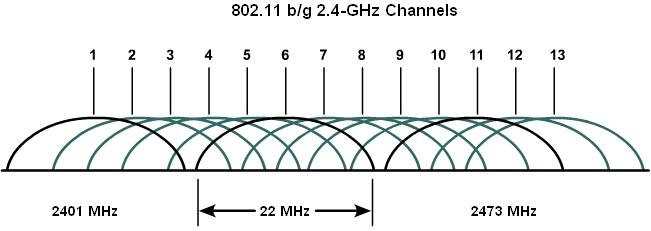 802.11 b/g 2.4-GHz Channels
1 2 3 4 5 6 7 8 9 10 11 12 13
2401 MHz 22 MHz 2473 MHz